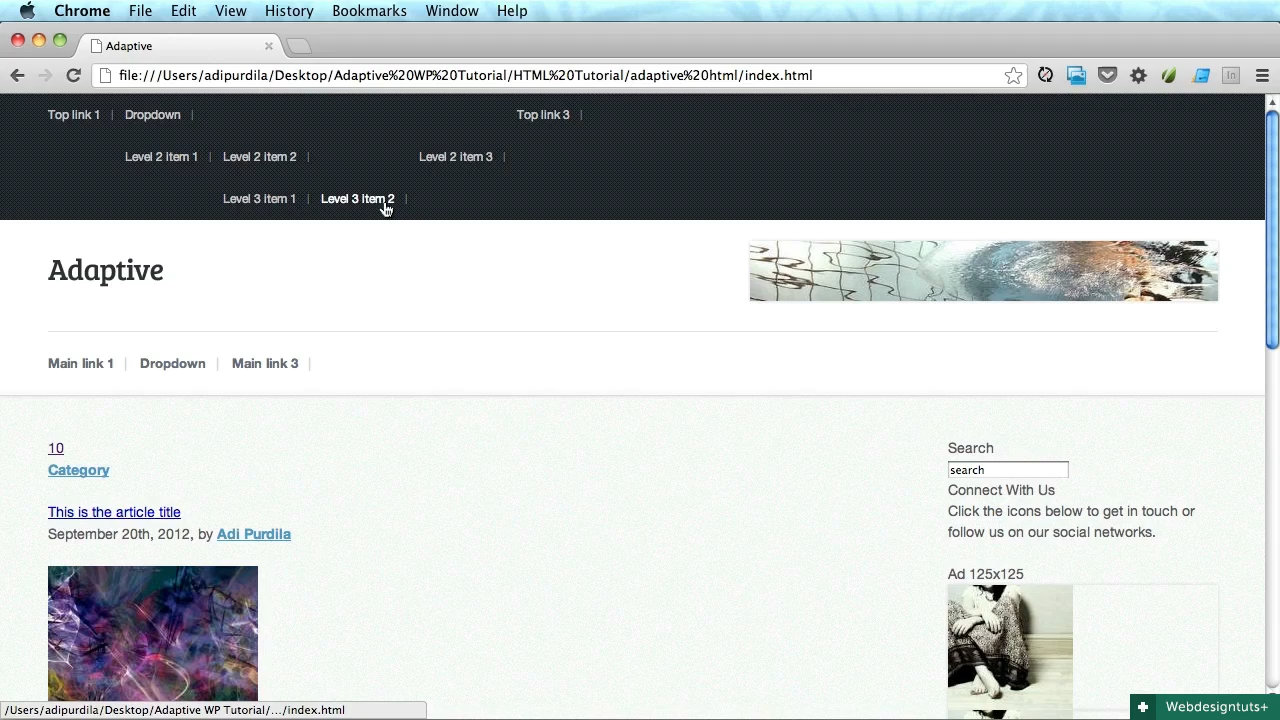 Chrome File Edit View History Bookmarks Window Help
Adaptive
file:///Users/adipurdila/Desktop/Adaptive%20WP%20Tutorial/HTML%20Tutorial/adaptive%20html/index.html
Top link 1 | Dropdown | Top link 3 |
Level 2 item 1 | Level 2 item 2 | Level 2 item 3 |
Level 3 item 1 | Level 3 item 2 |
Adaptive
Main link 1 | Dropdown | Main link 3 |
10
Category
This is the article title
September 20th, 2012, by Adi Purdila
Search
search
Connect With Us
Click the icons below to get in touch or
follow us on our social networks.
Ad 125x125
/Users/adipurdila/Desktop/Adaptive WP Tutorial/.../index.html
Webdesigntuts+